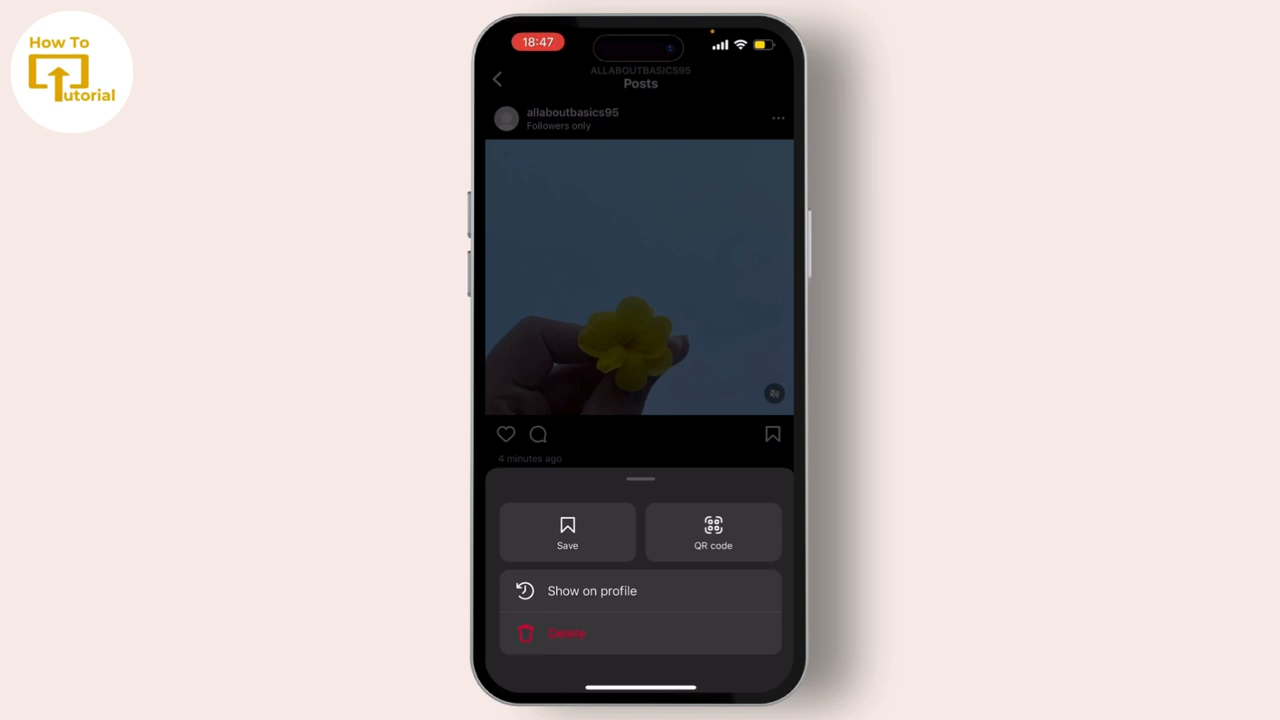 How To
Tutorial
18:47
ALLABOUTBASICS95
Posts
allaboutbasics95
Followers only
4 minutes ago
Save
QR code
Show on profile
Delete